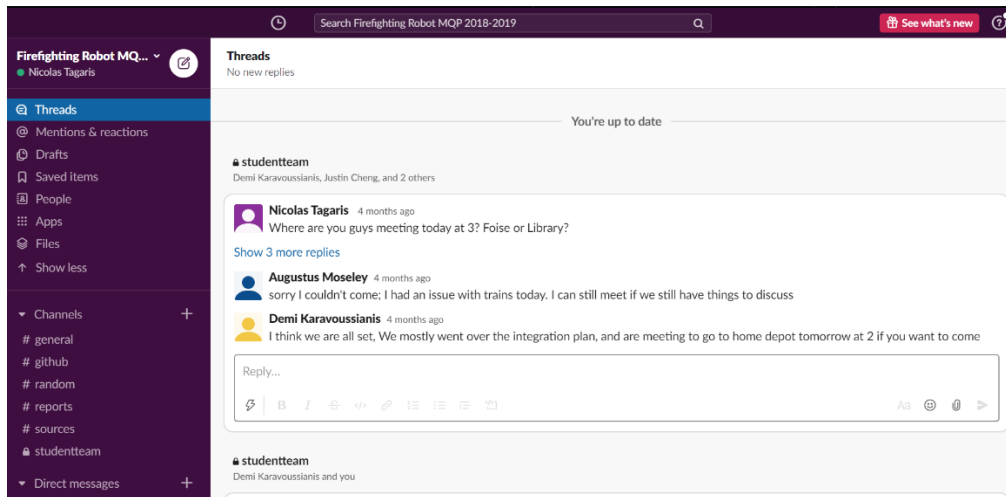 Search Firefighting Robot MQP 2018-2019
See what's new
Firefighting Robot MQ...
Nicolas Tagaris
Threads
Mentions & reactions
Drafts
Saved items
People
Apps
Files
Show less
Channels
# general
# github
# random
# reports
# sources
studentteam
Direct messages
Threads
No new replies
You're up to date
studentteam
Demi Karavoussianis, Justin Cheng, and 2 others
Nicolas Tagaris 4 months ago
Where are you guys meeting today at 3? Foise or Library?
Show 3 more replies
Augustus Moseley 4 months ago
sorry I couldn't come; I had an issue with trains today. I can still meet if we still have things to discuss
Demi Karavoussianis 4 months ago
I think we are all set, We mostly went over the integration plan, and are meeting to go to home depot tomorrow at 2 if you want to come
Reply...
B I Aa
studentteam
Demi Karavoussianis and you